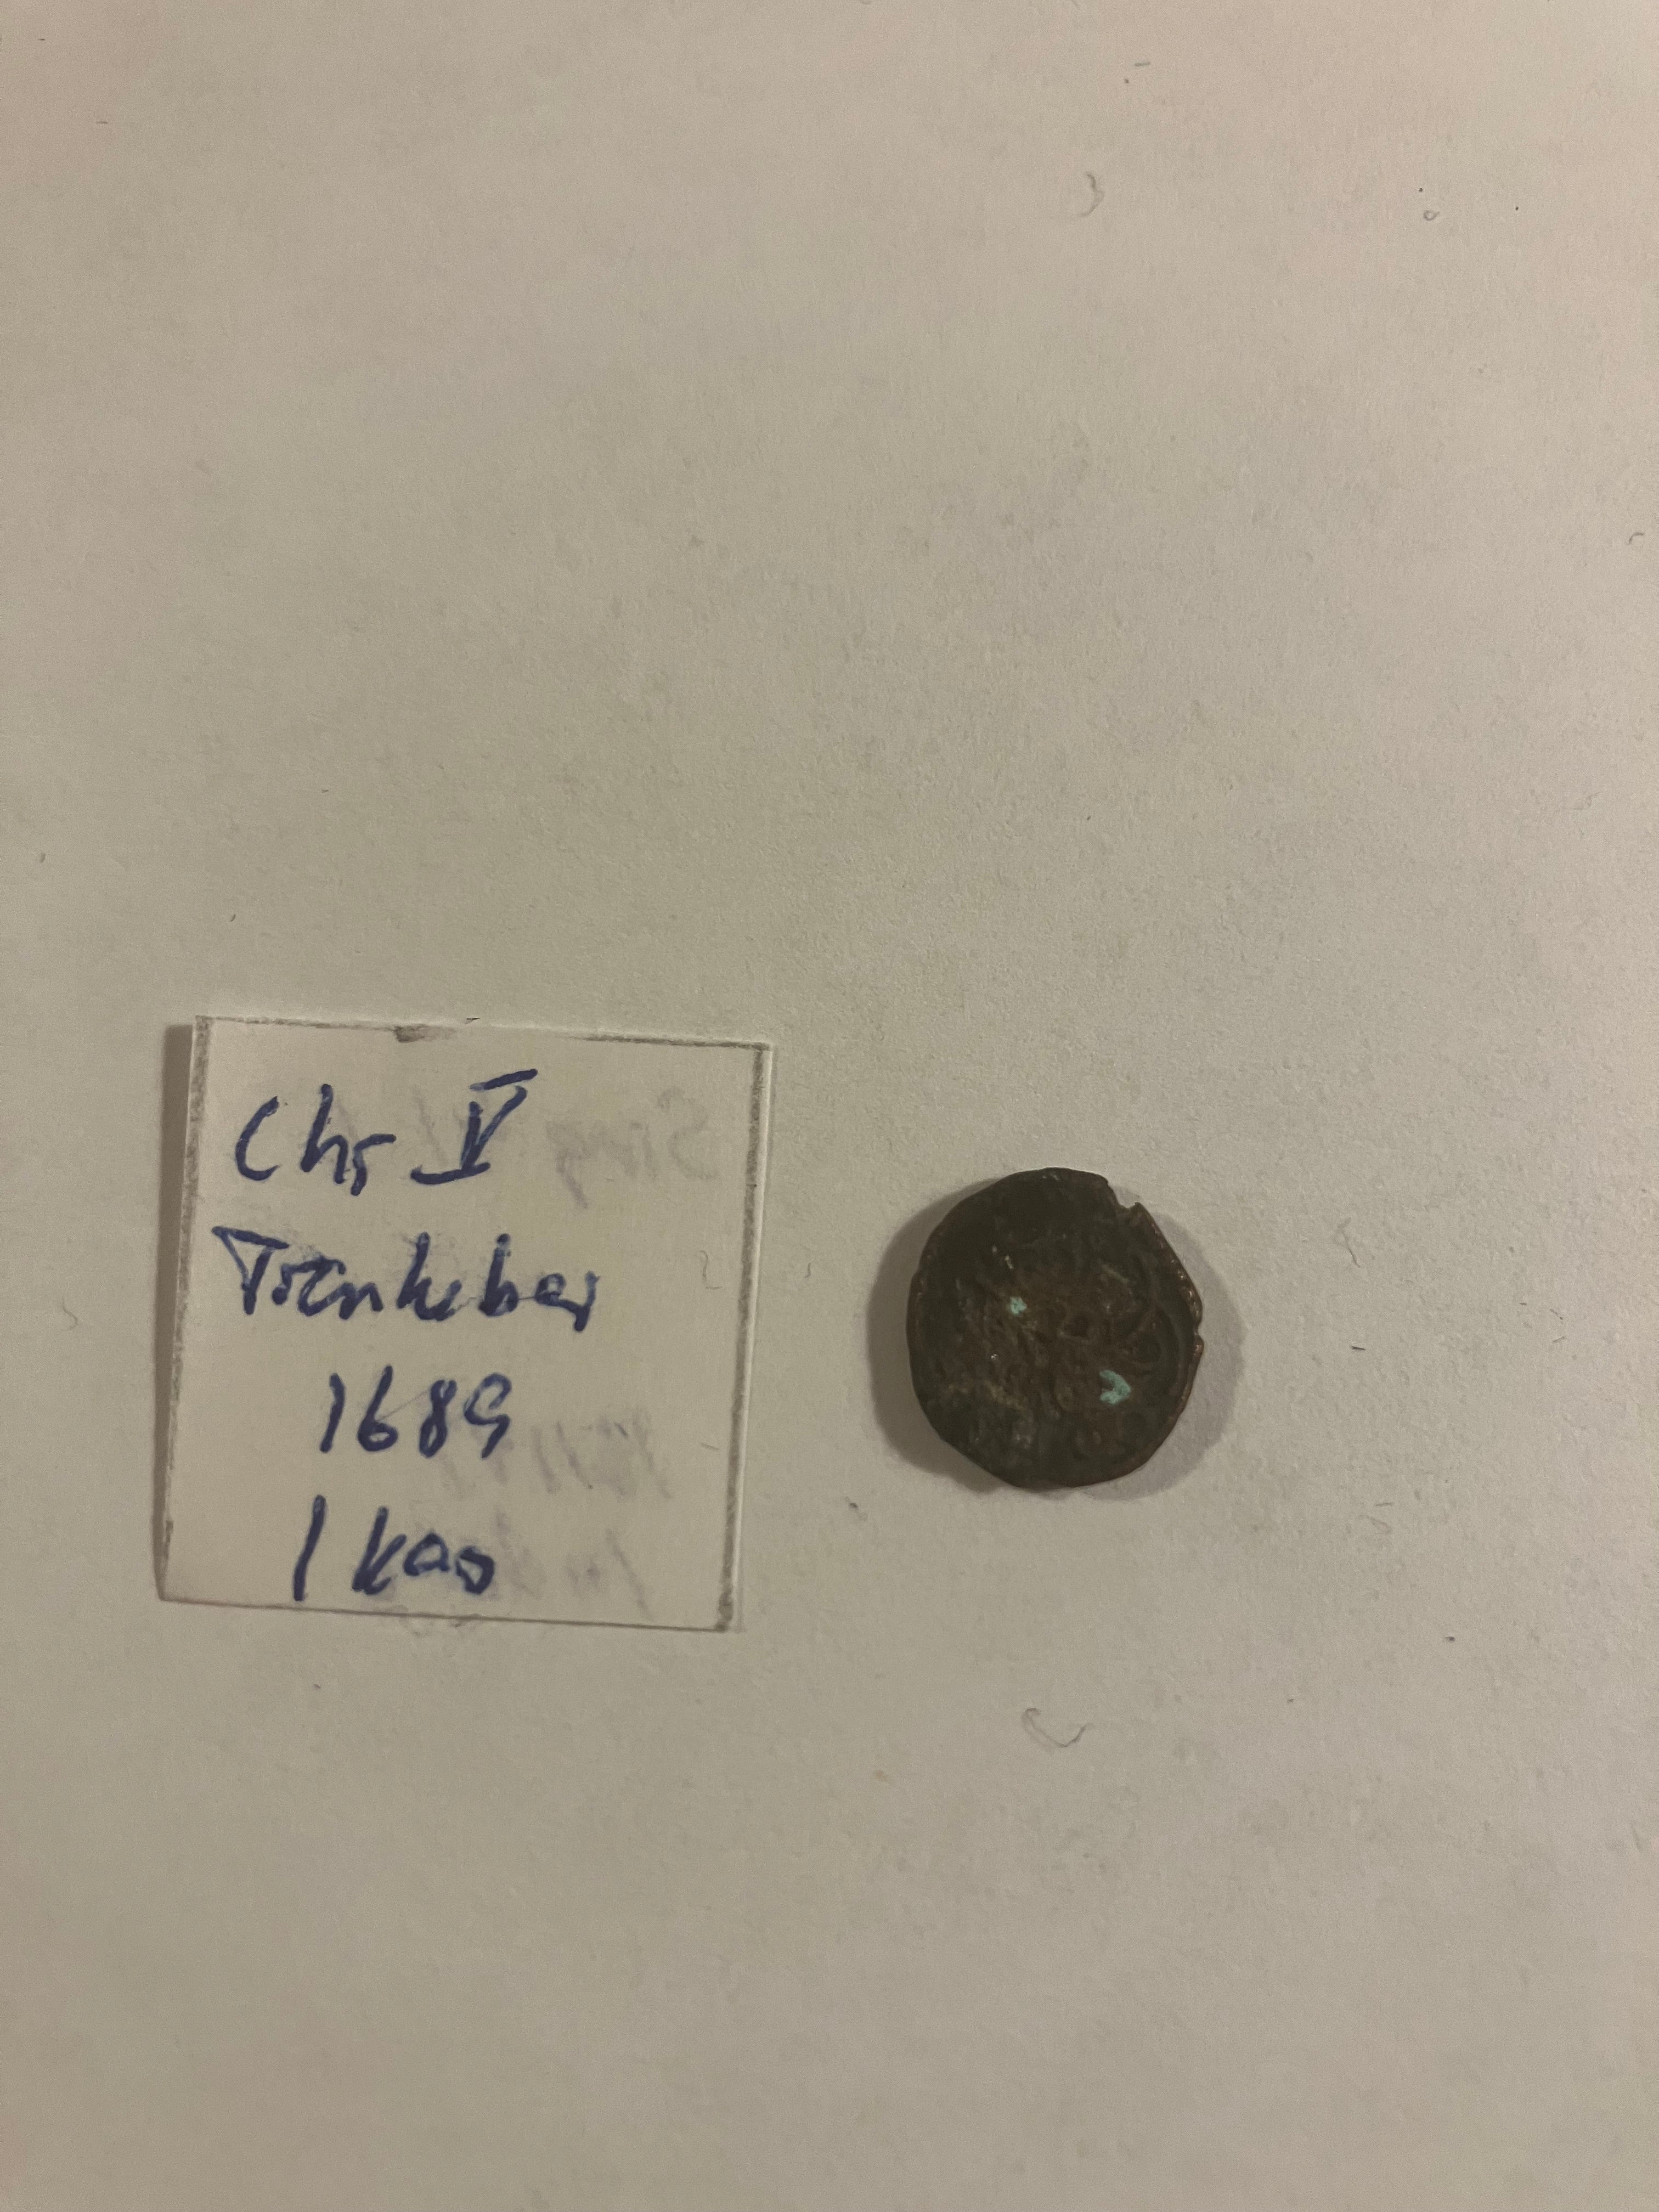 Chr V
Trankebar
1689
1 kas